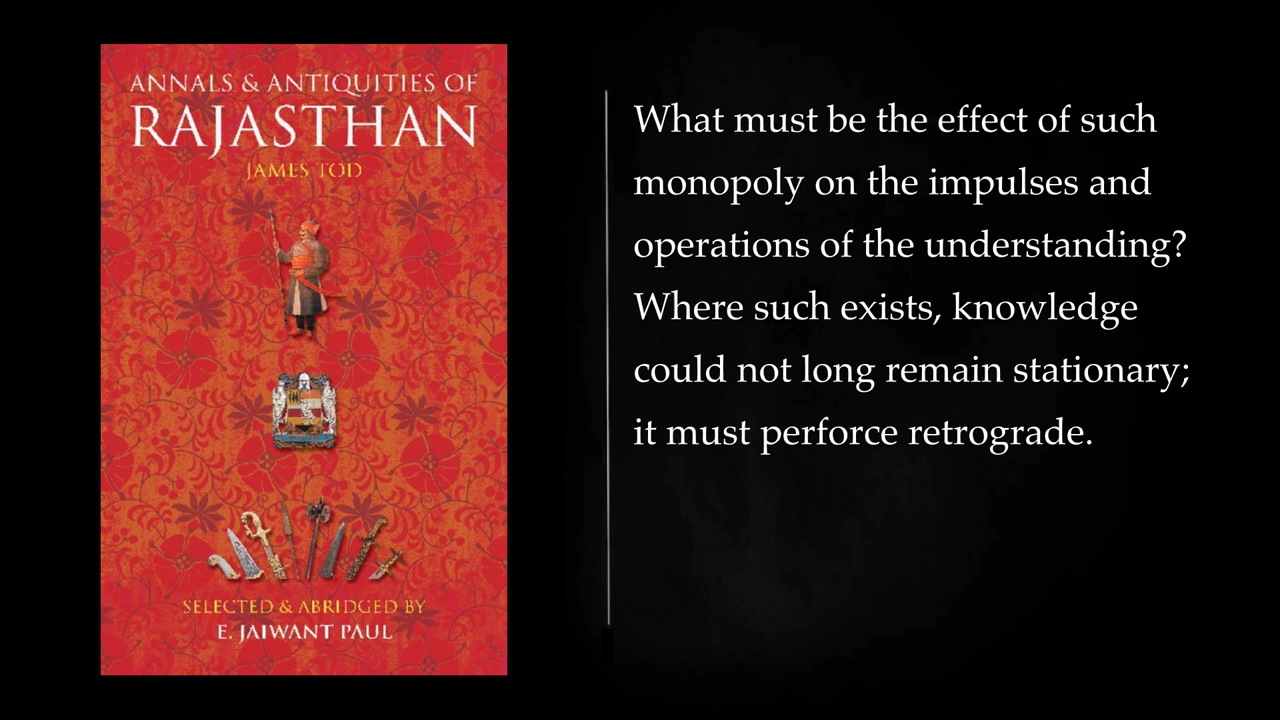 ANNALS & ANTIQUITIES OF
RAJASTHAN
JAMES TOD
SELECTED & ABRIDGED BY
E. JAIWANT PAUL
What must be the effect of such
monopoly on the impulses and
operations of the understanding?
Where such exists, knowledge
could not long remain stationary;
it must perforce retrograde.